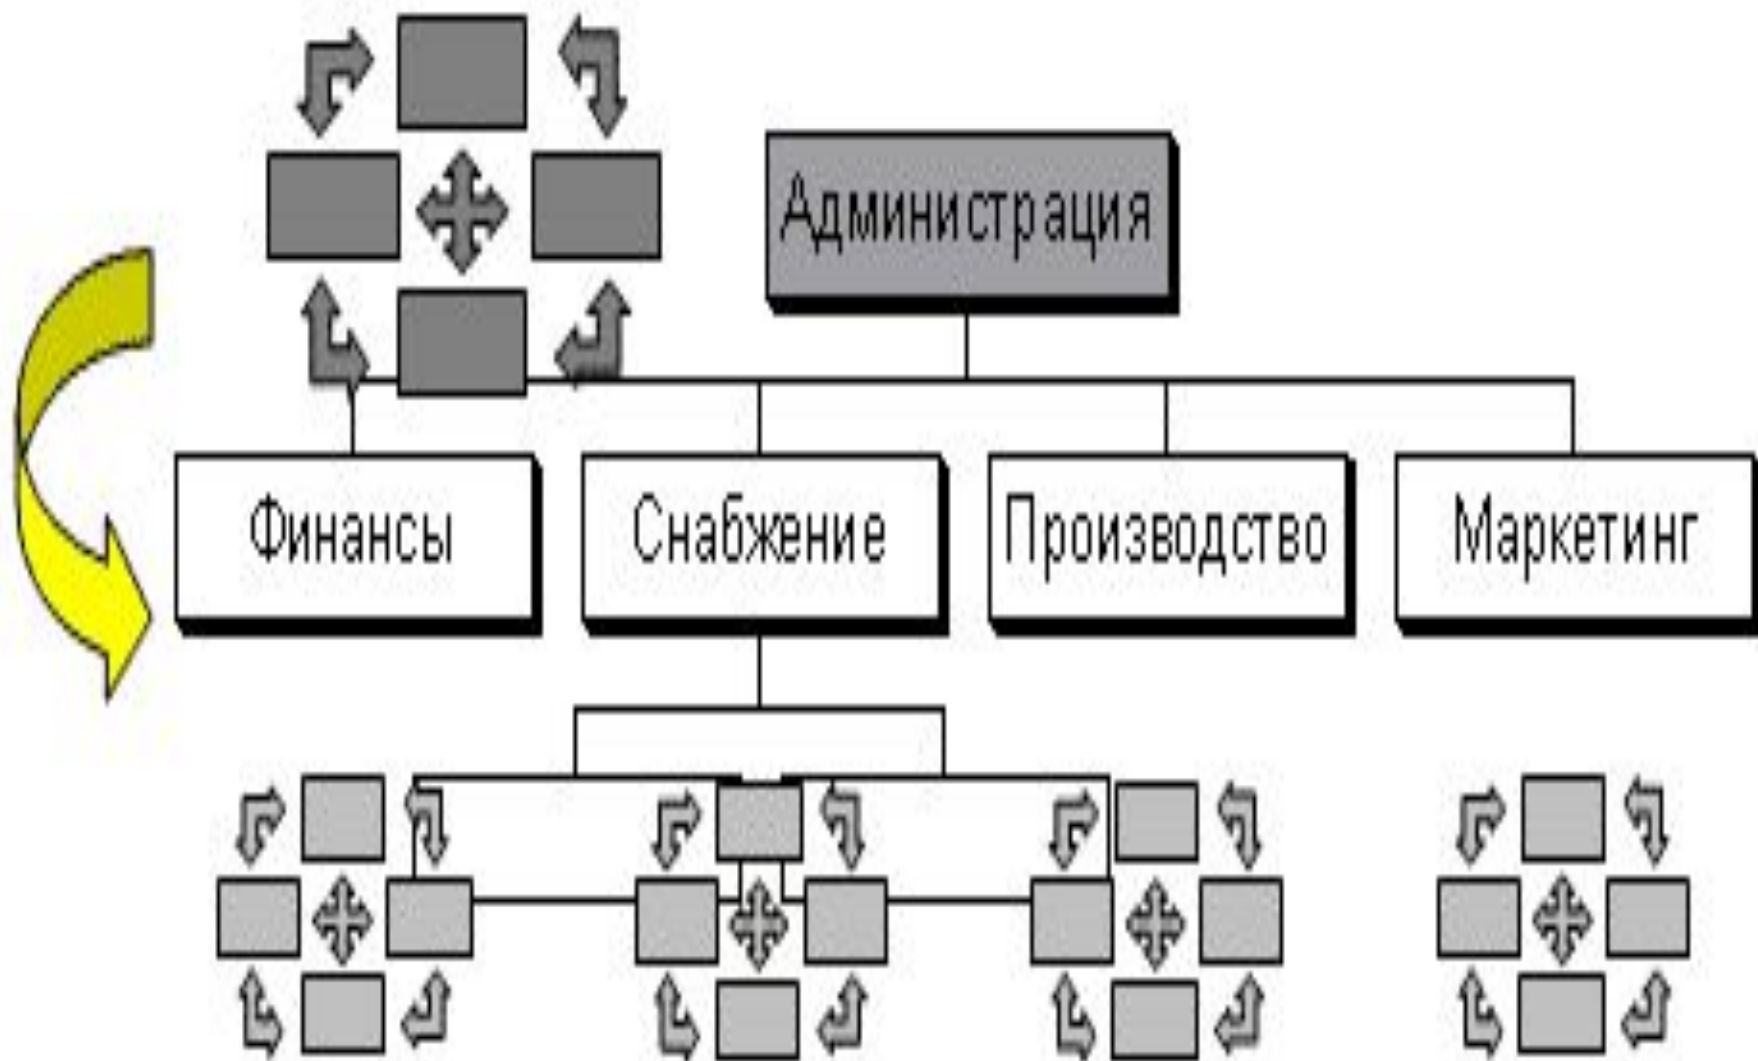 Администрация
Финансы
Снабжение
Производство
Маркетинг